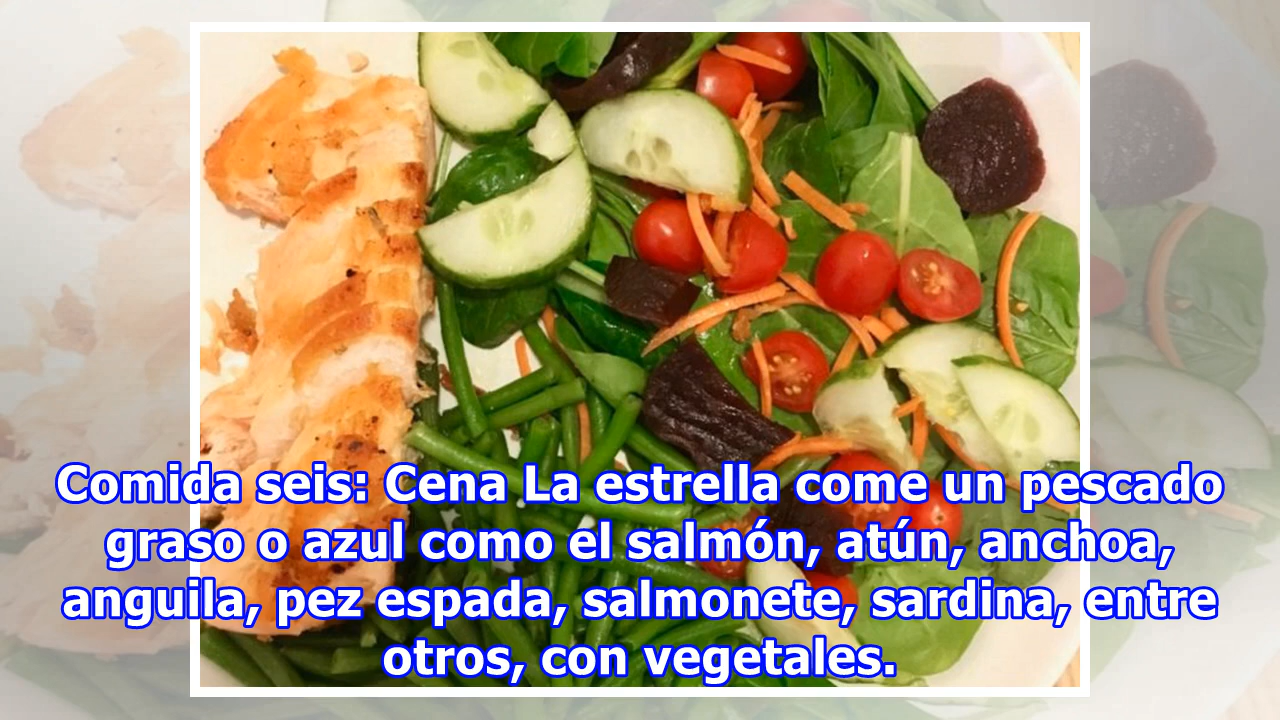 Comida seis: Cena La estrella come un pescado
graso o azul como el salmón, atún, anchoa,
anguila, pez espada, salmonete, sardina, entre
otros, con vegetales.